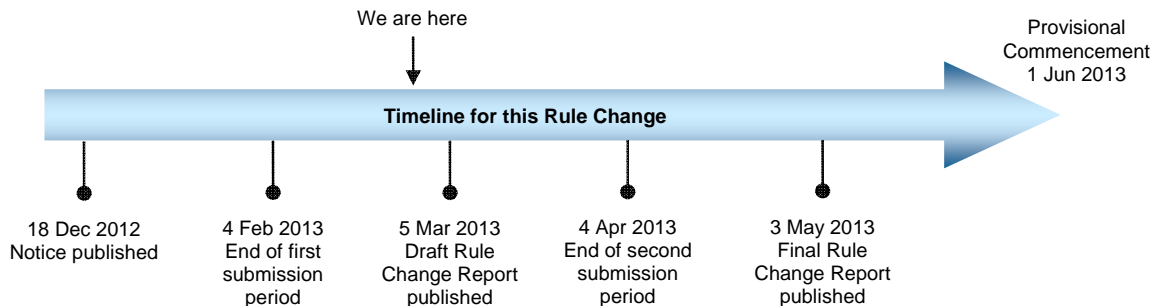 We are here
Provisional
Commencement
1 Jun 2013
Timeline for this Rule Change
18 Dec 2012
Notice published
4 Feb 2013
End of first
submission
period
5 Mar 2013
Draft Rule
Change Report
published
4 Apr 2013
End of second
submission
period
3 May 2013
Final Rule
Change Report
published